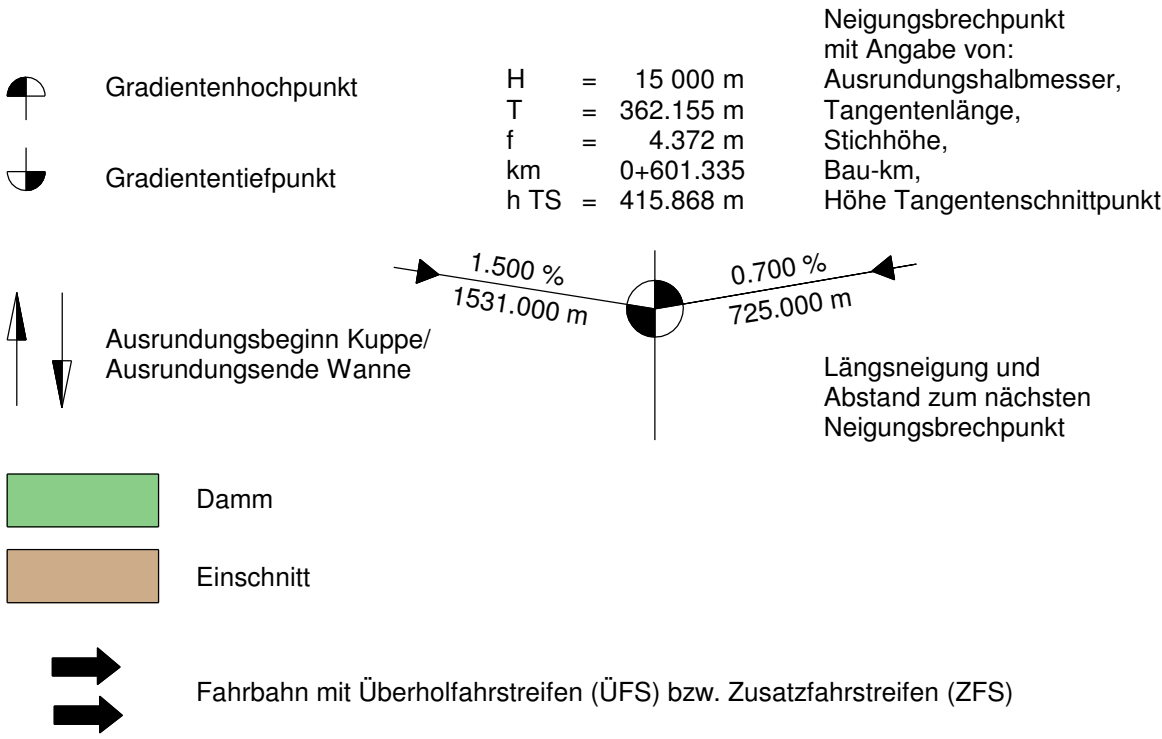 Gradientenhochpunkt
Gradiententiefpunkt
H = 15 000 m
T = 362.155 m
f = 4.372 m
km 0+601.335
h TS = 415.868 m
Neigungsbrechpunkt
mit Angabe von:
Ausrundungshalbmesser,
Tangentenlänge,
Stichhöhe,
Bau-km,
Höhe Tangentenschnittpunkt
1.500 %
1531.000 m
0.700 %
725.000 m
Ausrundungsbeginn Kuppe/
Ausrundungsende Wanne
Längsneigung und
Abstand zum nächsten
Neigungsbrechpunkt
Damm
Einschnitt
Fahrbahn mit Überholfahrstreifen (ÜFS) bzw. Zusatzfahrstreifen (ZFS)